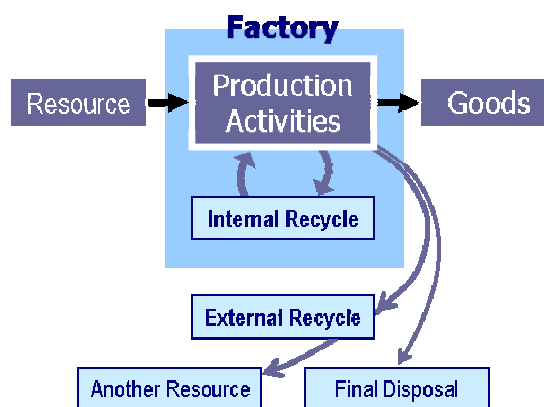 Factory
Resource
Production
Activities
Goods
Internal Recycle
External Recycle
Another Resource
Final Disposal